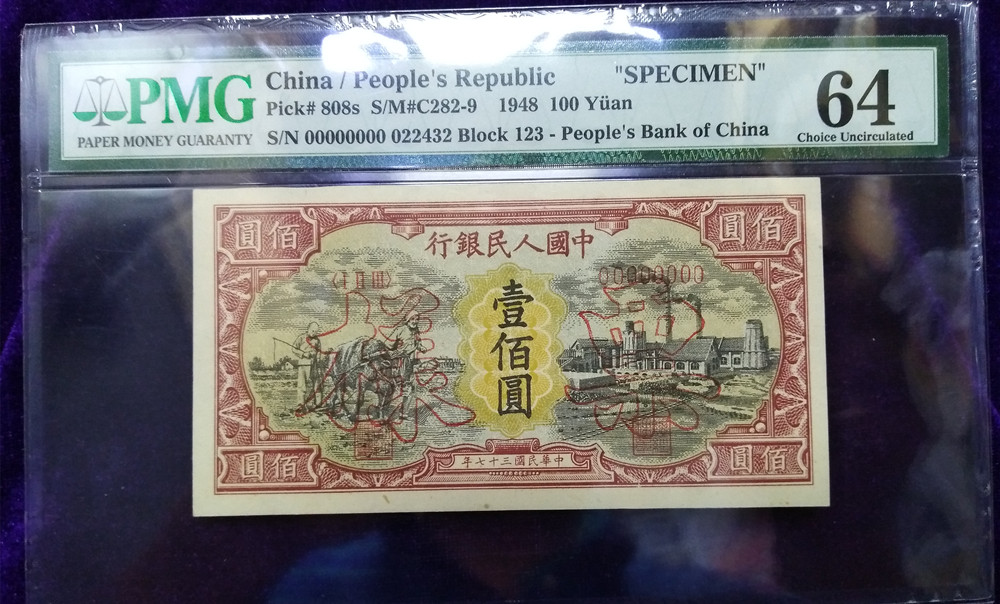 PMG
PAPER MONEY GUARANTY
China / People's Republic "SPECIMEN"
Pick# 808s S/M#C282-9 1948 100 Yüan
S/N 00000000 022432 Block 123 - People's Bank of China
64
Choice Uncirculated
圓佰
圓佰
行銀民人國中
00000000
壹佰圓
票樣
圓佰
圓佰
年七十三國民華中